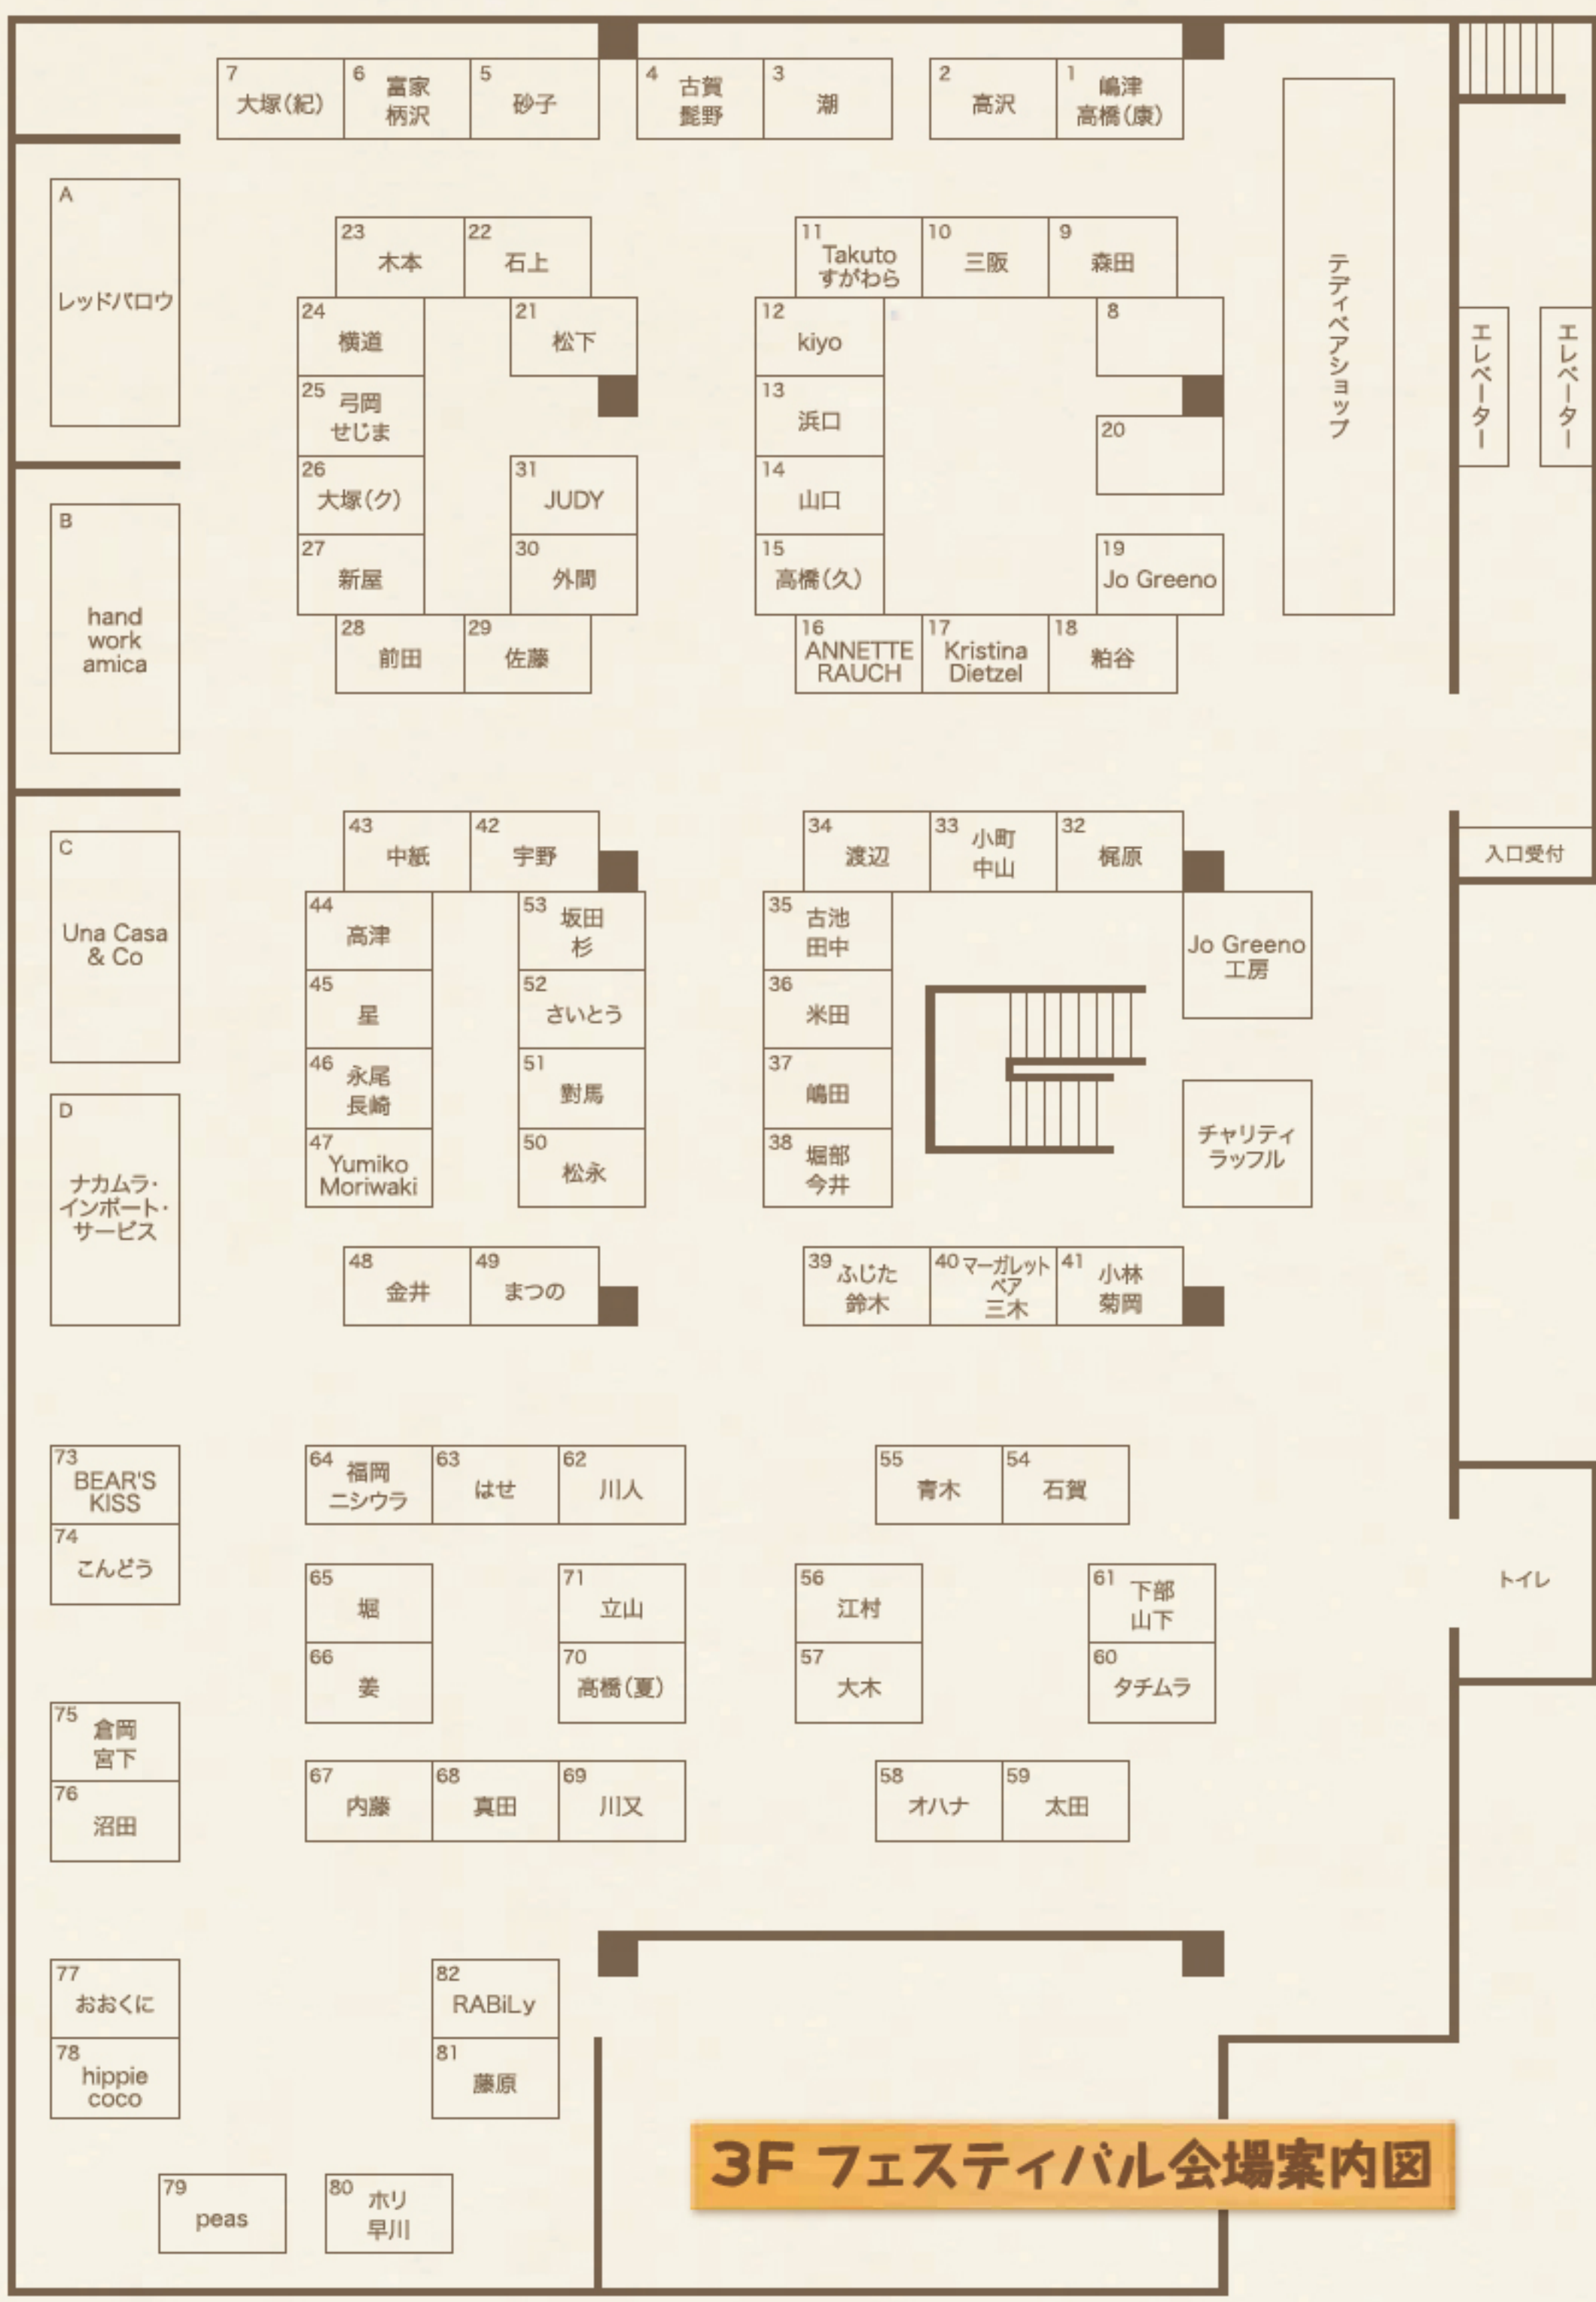 7
大塚(紀)
6
富家
柄沢
5
砂子
4
古賀
髭野
3
潮
2
高沢
1
嶋津
高橋(康)
A
レッドバロウ
23
木本
22
石上
11
Takuto
すがわら
10
三阪
9
森田
24
横道
21
松下
12
kiyo
8
25
弓岡
せじま
13
浜口
20
26
大塚(ク)
31
JUDY
14
山口
27
新屋
30
外間
15
高橋(久)
19
Jo Greeno
28
前田
29
佐藤
16
ANNETTE
RAUCH
17
Kristina
Dietzel
18
粕谷
テディベアショップ
エレベーター
エレベーター
B
hand
work
amica
入口受付
C
Una Casa
& Co
43
中紙
42
宇野
34
渡辺
33
小町
中山
32
梶原
44
高津
53
坂田
杉
35
古池
田中
Jo Greeno
工房
45
星
52
さいとう
36
米田
46
永尾
長崎
51
對馬
37
嶋田
47
Yumiko
Moriwaki
50
松永
38
堀部
今井
チャリティ
ラッフル
D
ナカムラ・
インポート・
サービス
48
金井
49
まつの
39
ふじた
鈴木
40
マーガレット
ベア
三木
41
小林
菊岡
73
BEAR'S
KISS
64
福岡
ニシウラ
63
はせ
62
川人
55
青木
54
石賀
74
こんどう
65
堀
71
立山
56
江村
61
下部
山下
トイレ
66
姜
70
高橋(夏)
57
大木
60
タチムラ
75
倉岡
宮下
76
沼田
67
内藤
68
真田
69
川又
58
オハナ
59
太田
77
おおくに
82
RABiLy
78
hippie
coco
81
藤原
79
peas
80
ホリ
早川
3F フェスティバル会場案内図